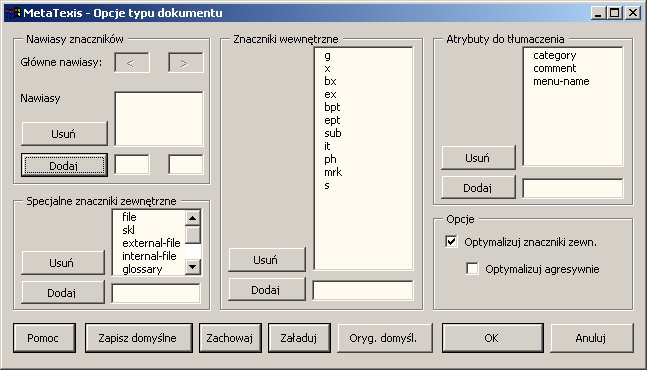 MetaTexis - Opcje typu dokumentu
Nawiasy znaczników
Główne nawiasy:
<
>
Nawiasy
Usuń
Dodaj
Specjalne znaczniki zewnętrzne
file
skl
external-file
internal-file
glossary
Usuń
Dodaj
Znaczniki wewnętrzne
g
x
bx
ex
bpt
ept
sub
it
ph
mrk
s
Usuń
Dodaj
Atrybuty do tłumaczenia
category
comment
menu-name
Usuń
Dodaj
Opcje
Optymalizuj znaczniki zewn.
Optymalizuj agresywnie
Pomoc
Zapisz domyślne
Zachowaj
Załaduj
Oryg. domyśl.
OK
Anuluj